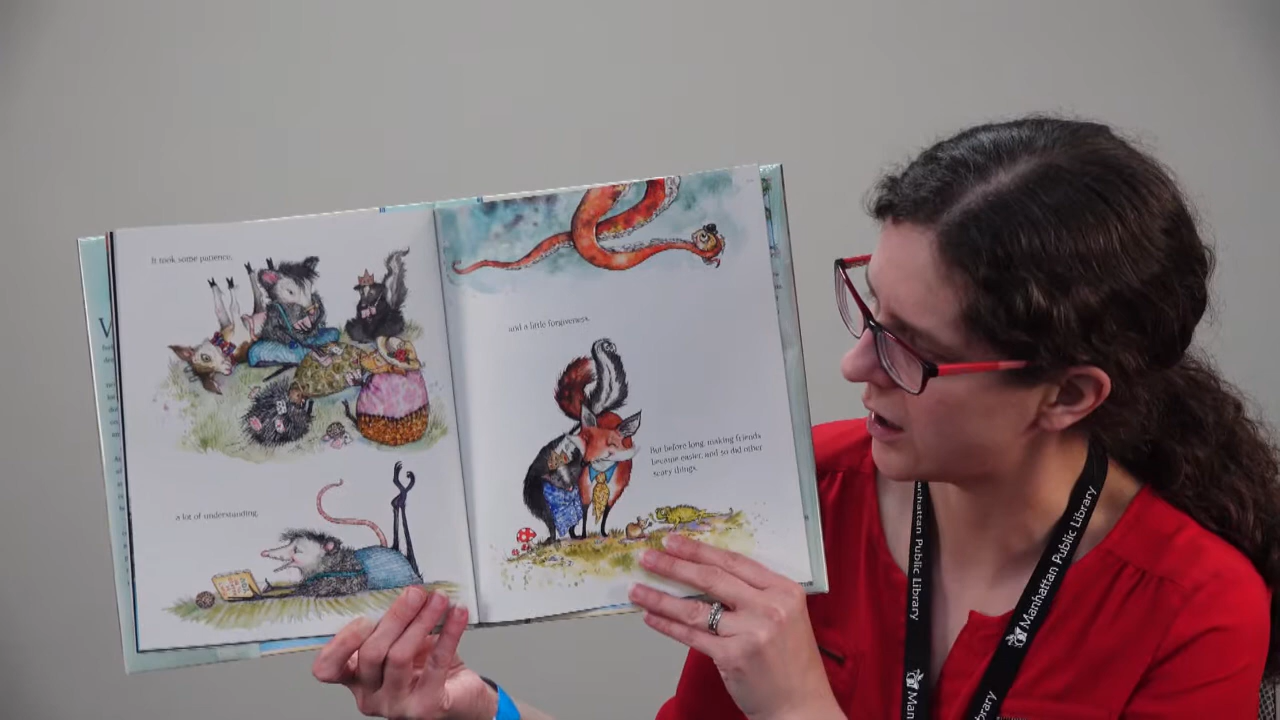 It took some patience,
a lot of understanding,
and a little forgiveness.
But before long, making friends
became easier, and so did other
scary things.
Manhattan Public Library
Manhattan Public Library